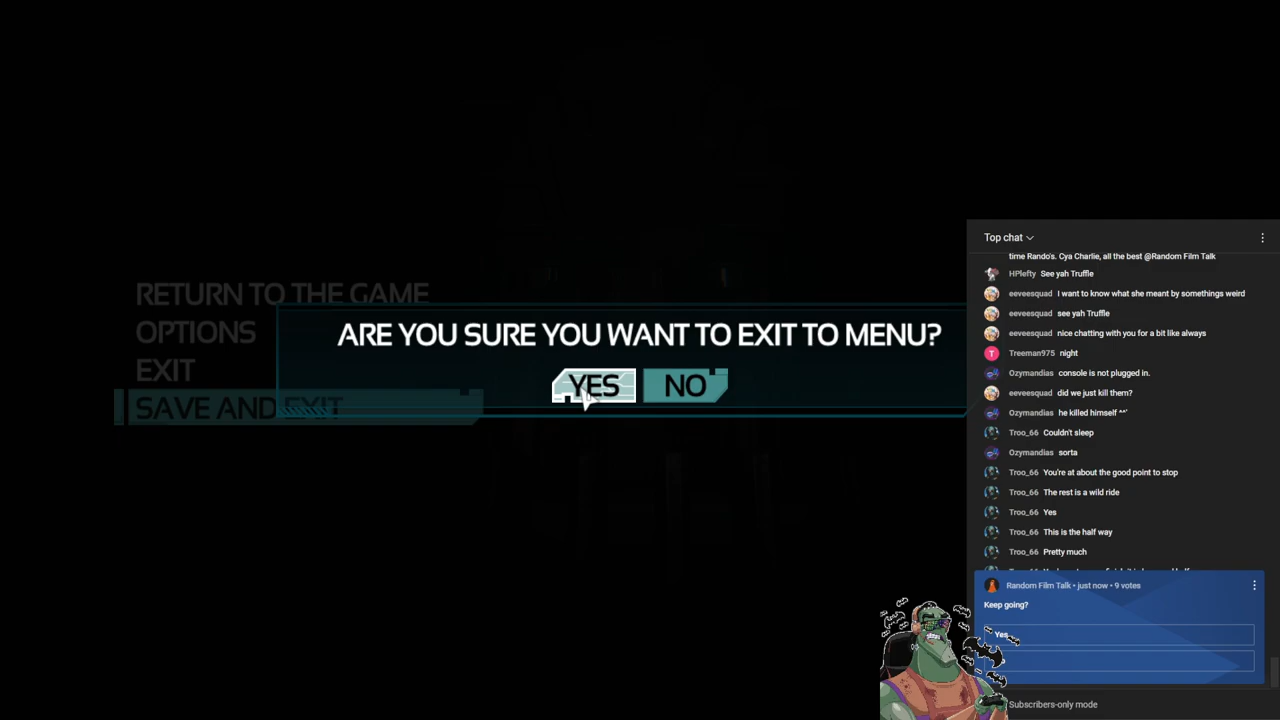 RETURN TO THE GAME
OPTIONS
EXIT
SAVE AND EXIT
ARE YOU SURE YOU WANT TO EXIT TO MENU?
YES NO
Top chat
time Rando's. Cya Charlie, all the best @Random Film Talk
HPlefty See yah Truffle
eeveesquad I want to know what she meant by somethings weird
eeveesquad see yah Truffle
eeveesquad nice chatting with you for a bit like always
T Treeman975 night
Ozymandias console is not plugged in.
eeveesquad did we just kill them?
Ozymandias he killed himself ^^'
Troo_66 Couldn't sleep
Ozymandias sorta
Troo_66 You're at about the good point to stop
Troo_66 The rest is a wild ride
Troo_66 Yes
Troo_66 This is the half way
Troo_66 Pretty much
Random Film Talk • just now • 9 votes
Keep going?
Yes
Subscribers-only mode